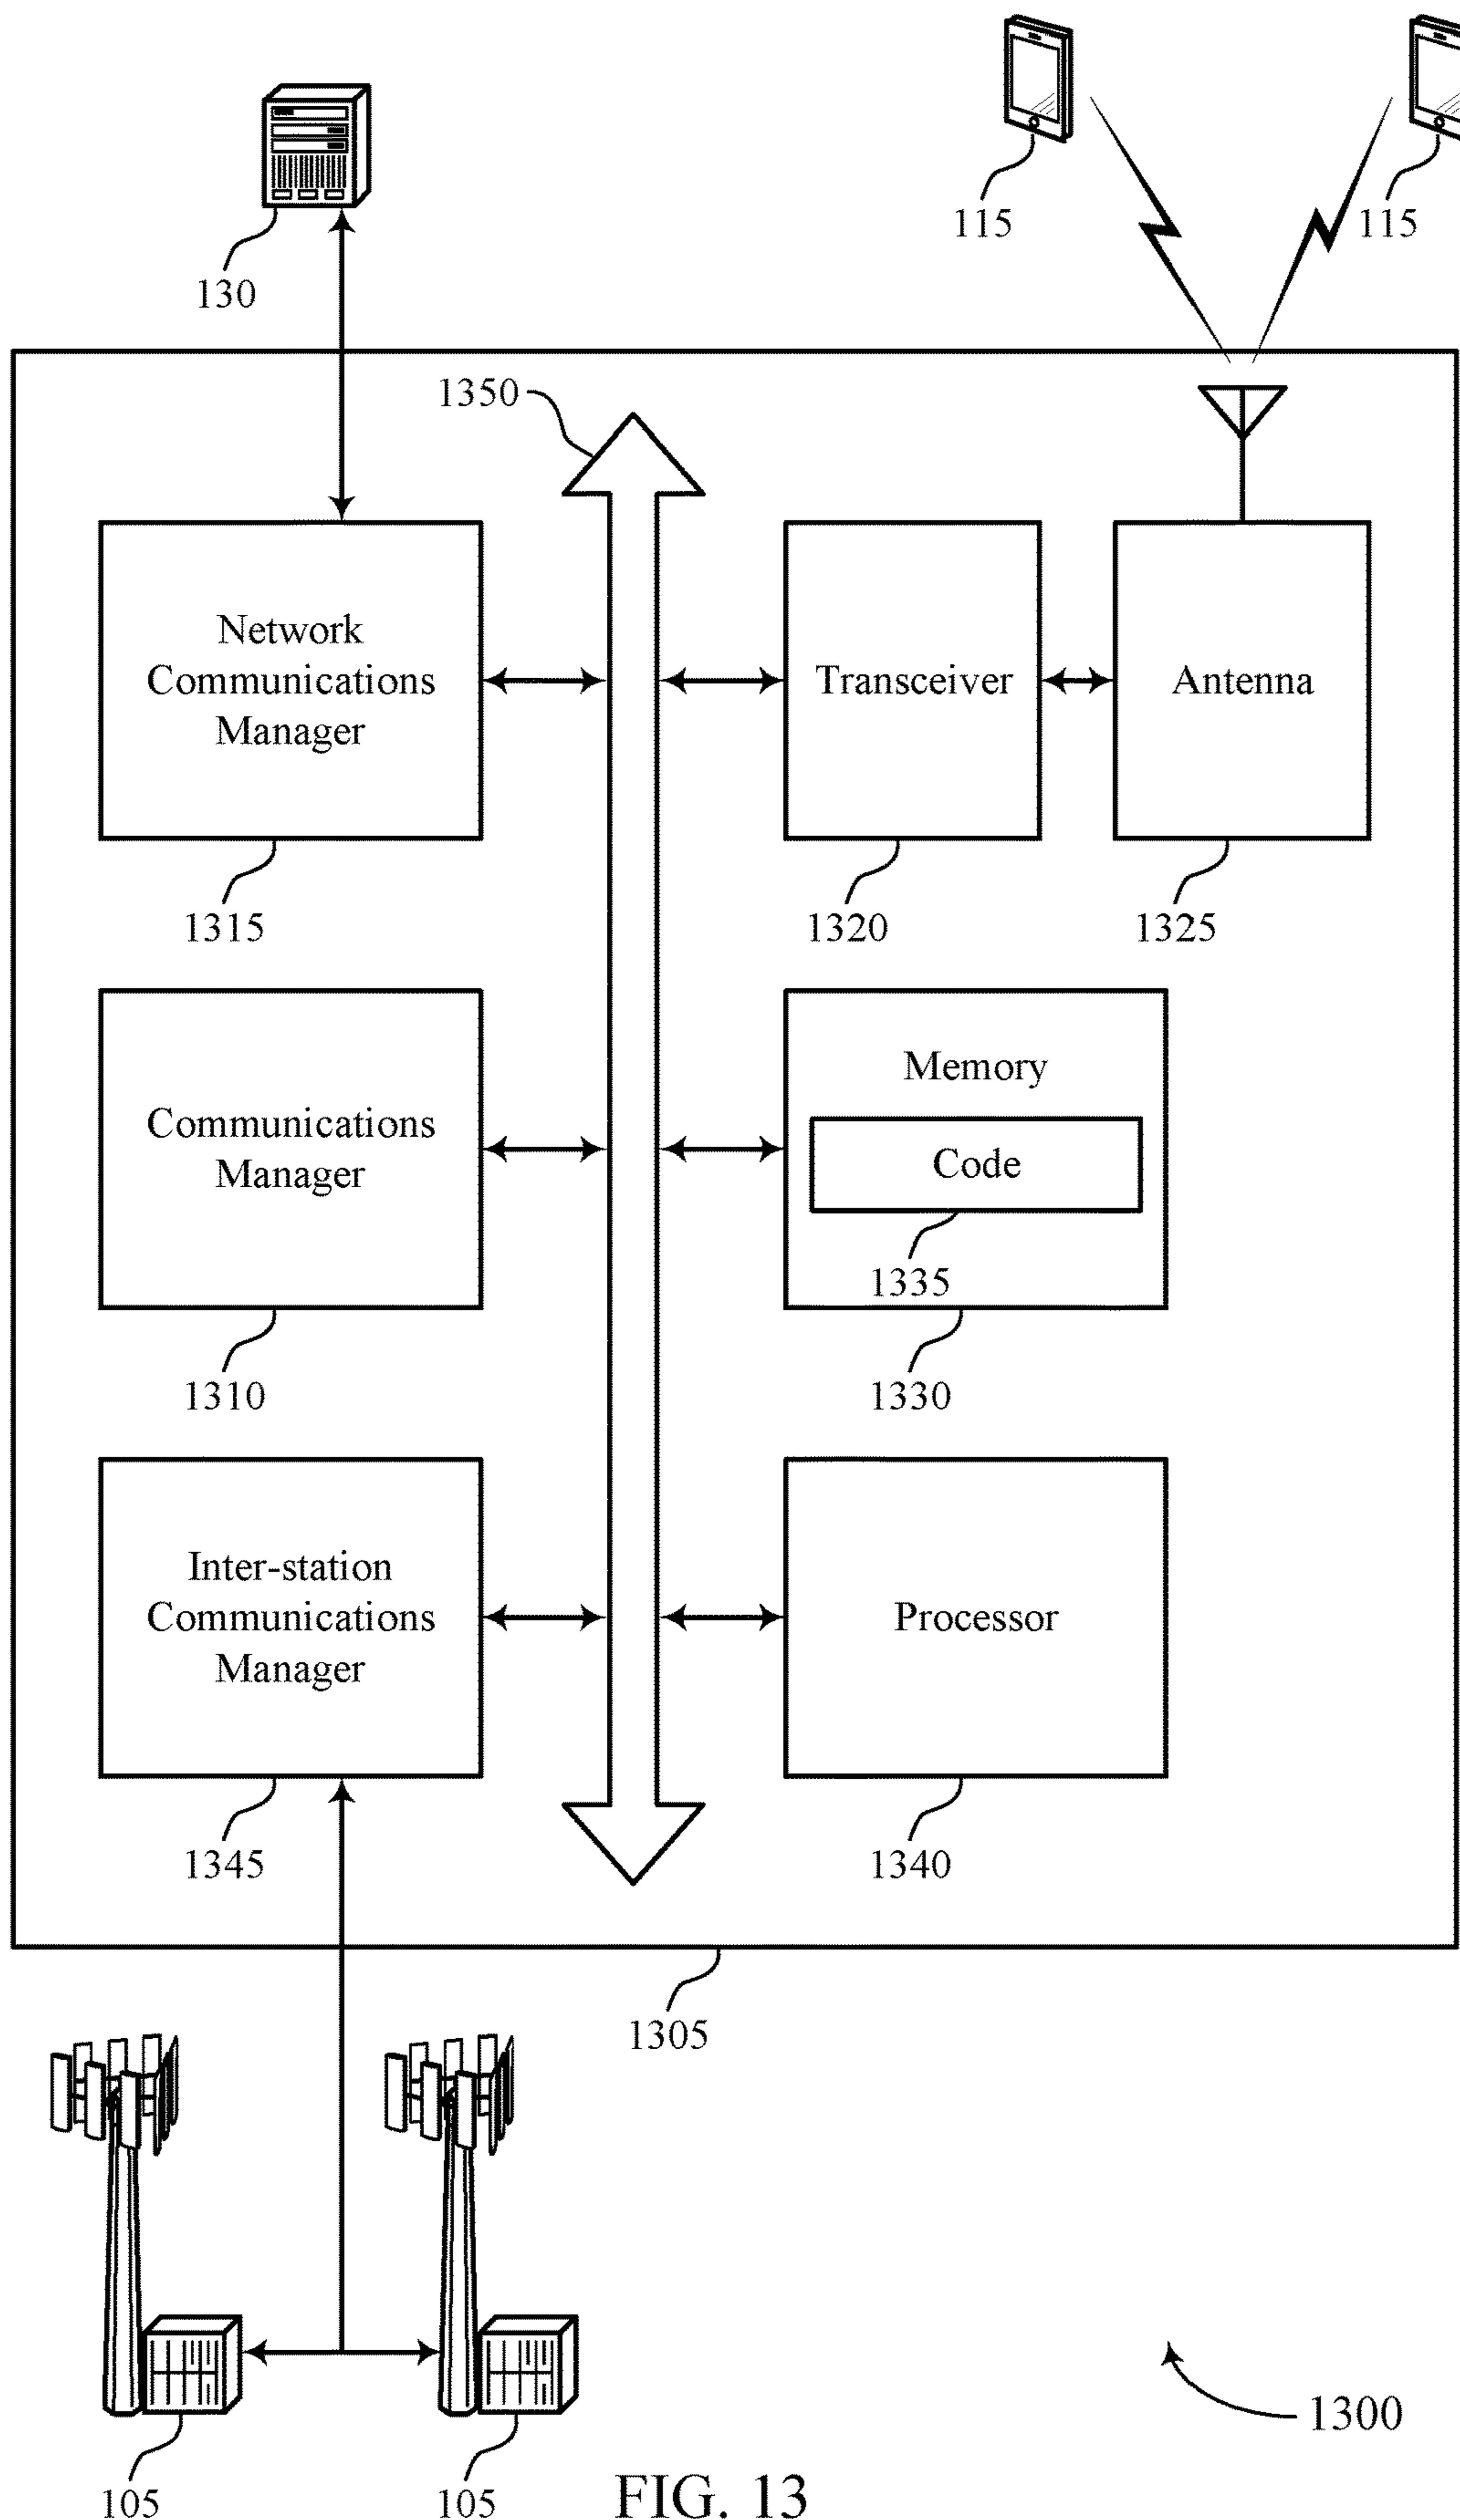 115
115
130
1350
Network
Communications
Manager
Transceiver
Antenna
1315
1320
1325
Communications
Manager
Memory
Code
1335
1310
1330
Inter-station
Communications
Manager
Processor
1345
1340
1305
1300
105
105
FIG. 13